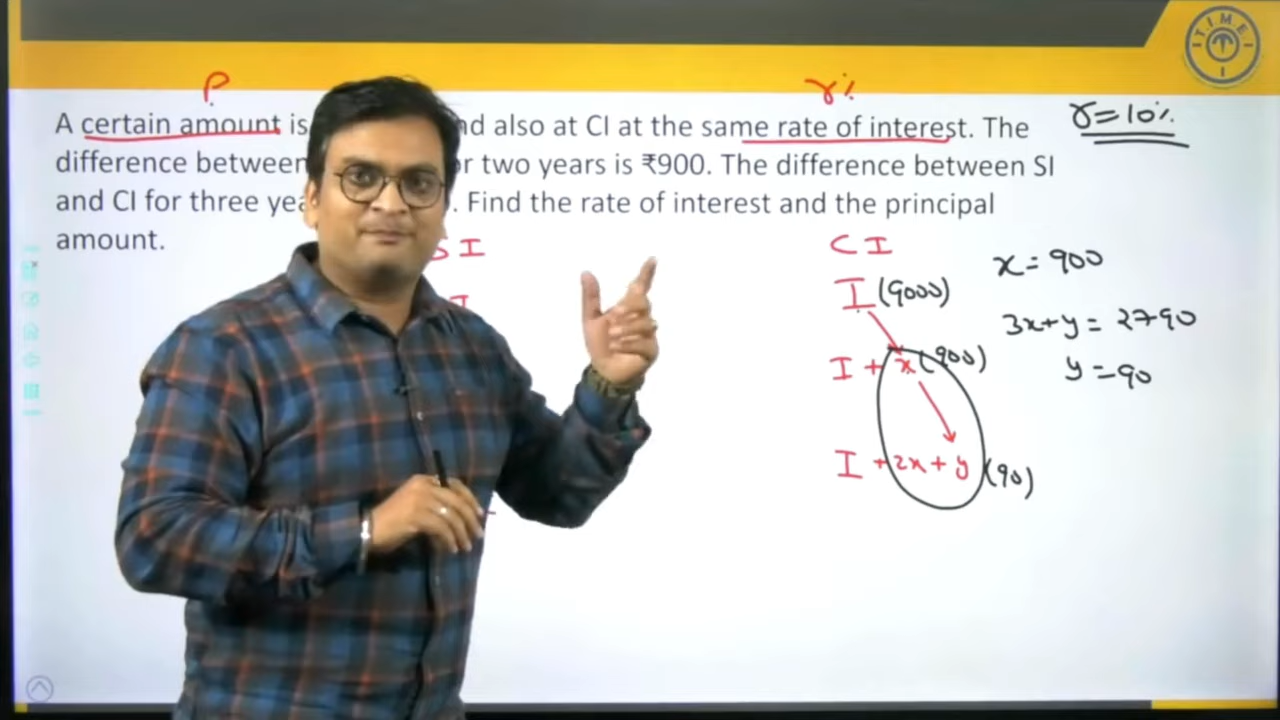 T.I.M.E.
P
r%
A certain amount is nd also at CI at the same rate of interest. The
r=10%
difference between or two years is ₹900. The difference between SI
and CI for three yea . Find the rate of interest and the principal
amount.
SI
CI
x=900
I
I (9000)
3x+y=2790
I + x (900)
y=90
I + 2x + y (90)